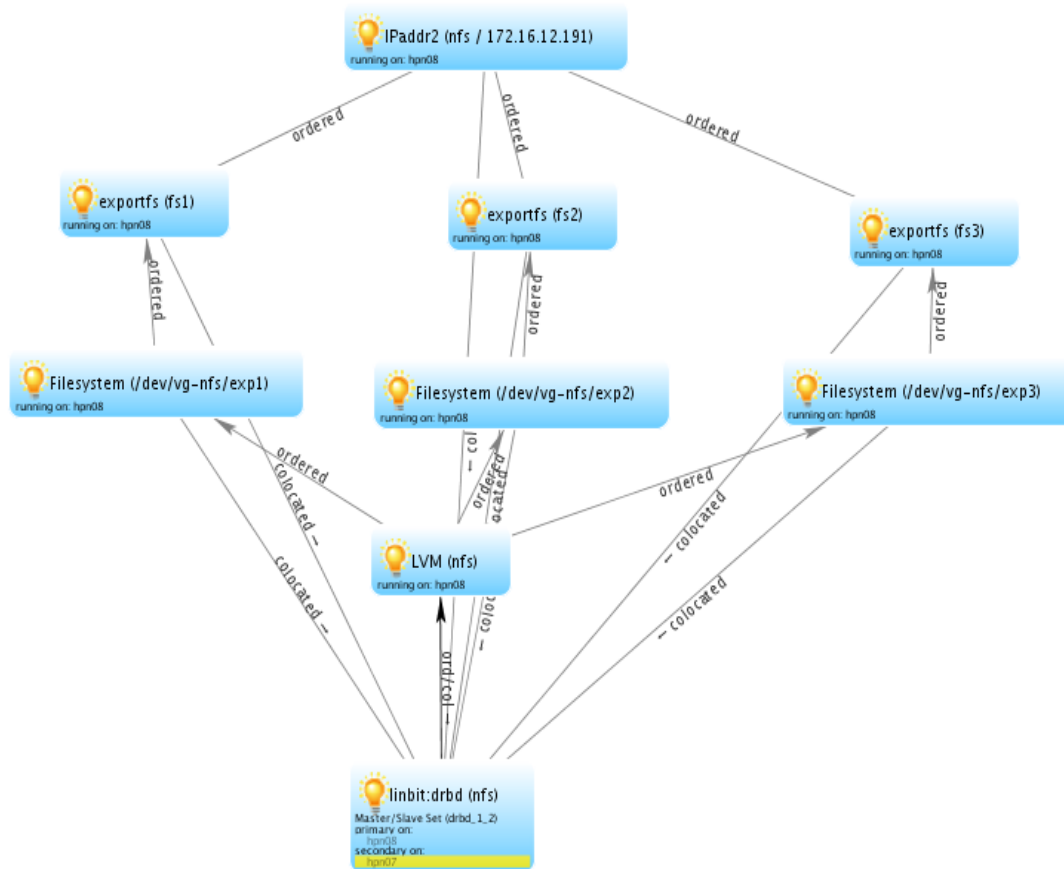 IPaddr2 (nfs / 172.16.12.191)
running on: hpn08
ordered
ordered
ordered
exportfs (fs1)
running on: hpn08
exportfs (fs2)
running on: hpn08
exportfs (fs3)
running on: hpn08
ordered
ordered
ordered
Filesystem (/dev/vg-nfs/exp1)
running on: hpn08
Filesystem (/dev/vg-nfs/exp2)
running on: hpn08
Filesystem (/dev/vg-nfs/exp3)
running on: hpn08
ordered
ordered
ordered
← col
ocated
colocated →
colocated →
← colocated
← colocated
← coloc
LVM (nfs)
running on: hpn08
ord/col →
linbit:drbd (nfs)
Master/Slave Set (drbd_1_2)
primary on:
hpn08
secondary on:
hpn07